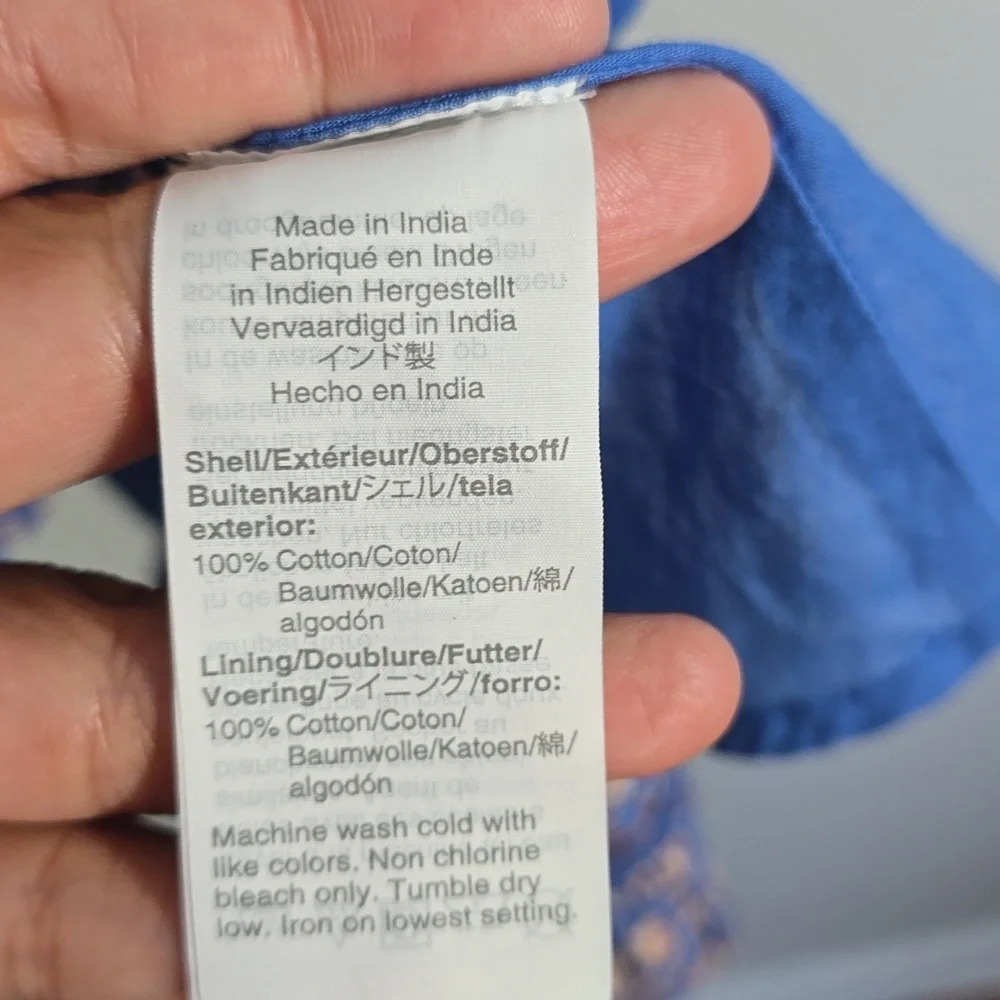 Made in India
Fabriqué en Inde
in Indien Hergestellt
Vervaardigd in India
インド製
Hecho en India
Shell/Extérieur/Oberstoff/
Buitenkant/シェル/tela
exterior:
100% Cotton/Coton/
Baumwolle/Katoen/綿/
algodón
Lining/Doublure/Futter/
Voering/ライニング/forro:
100% Cotton/Coton/
Baumwolle/Katoen/綿/
algodón
Machine wash cold with
like colors. Non chlorine
bleach only. Tumble dry
low. Iron on lowest setting.